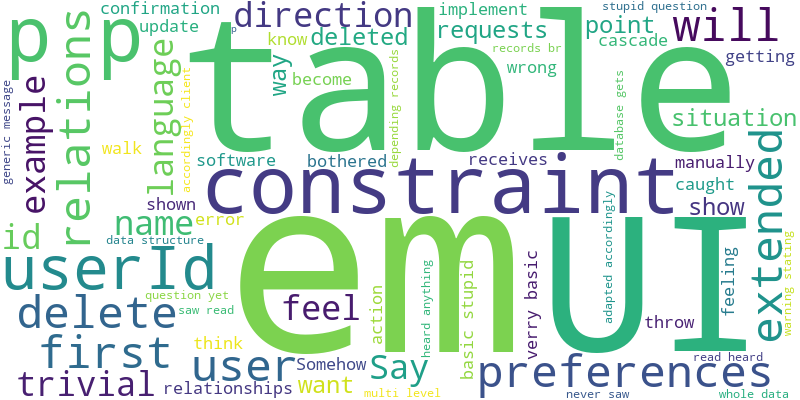 confirmation
update
p
p
table
direction
p
know
deleted
implement
requests
stupid question
point
cascade
will
getting
generic message
example
relations
language
accordingly client
way
become
depending records
records br
wrong
database gets
situation
walk
software
bothered
receives
manually
constraint
caught
shown
name
error
show
extended
id
data structure
userId
em
UI
adapted accordingly
feeling
warning stating
question yet
saw read
delete
feel
action
heard anything
basic stupid
verry basic
throw
first
think
user
Somehow
Say
preferences
read heard
trivial
relationships
want
multi level
never saw
whole data